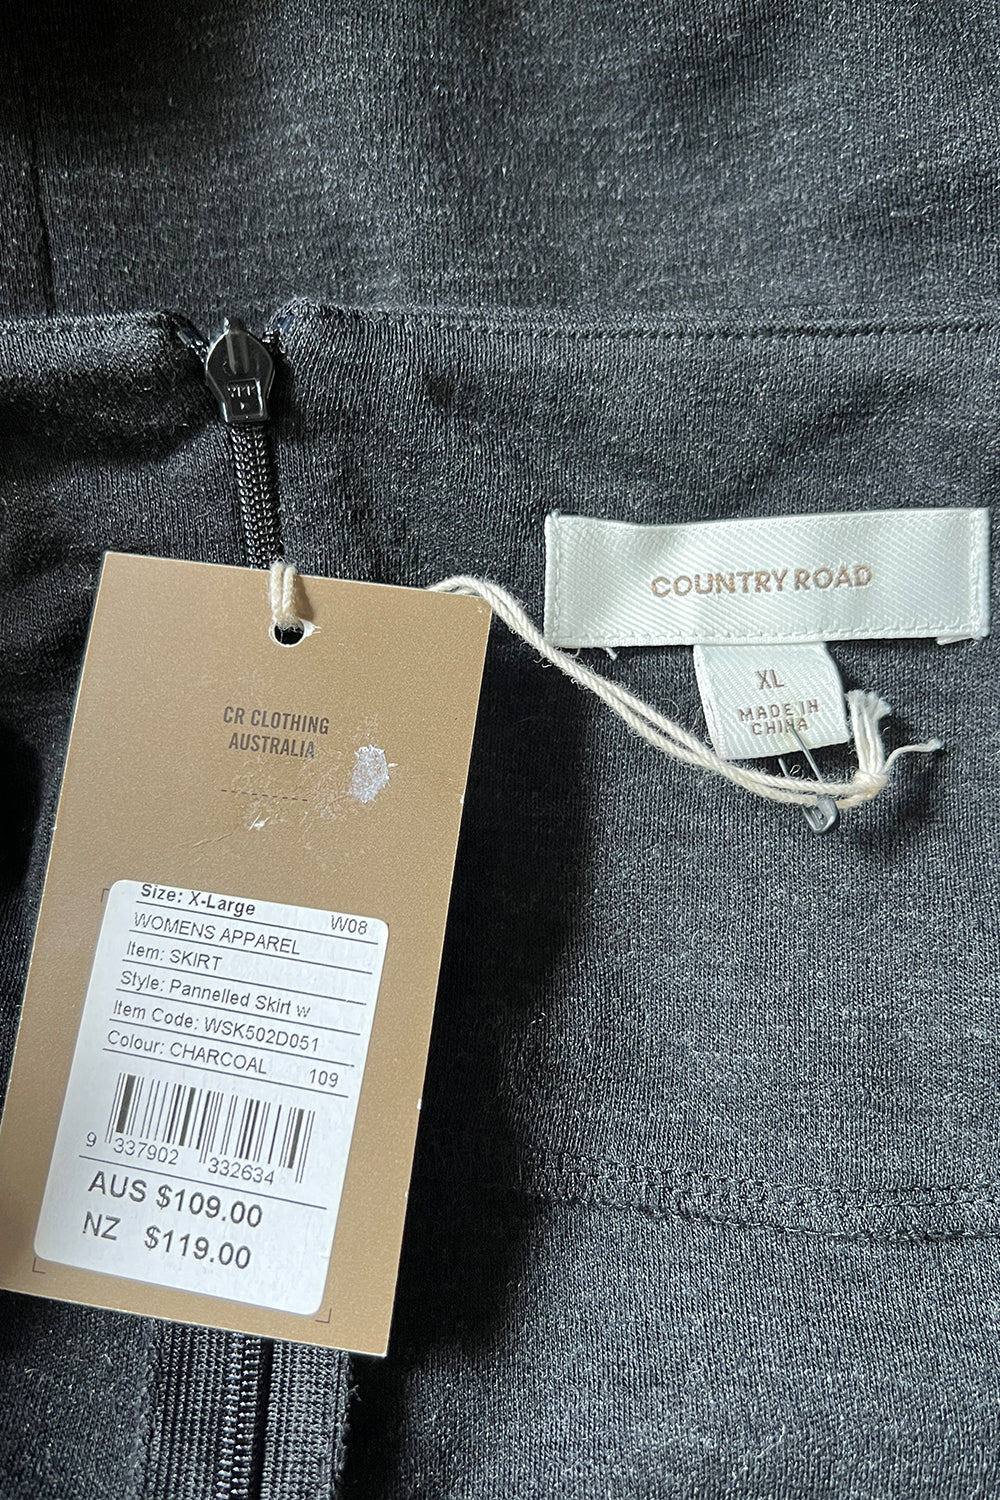 COUNTRY ROAD
XL
MADE IN
CHINA
CR CLOTHING
AUSTRALIA
Size: X-Large W08
WOMENS APPAREL
Item: SKIRT
Style: Pannelled Skirt w
Item Code: WSK502D051
Colour: CHARCOAL 109
9 337902 332634
AUS $109.00
NZ $119.00